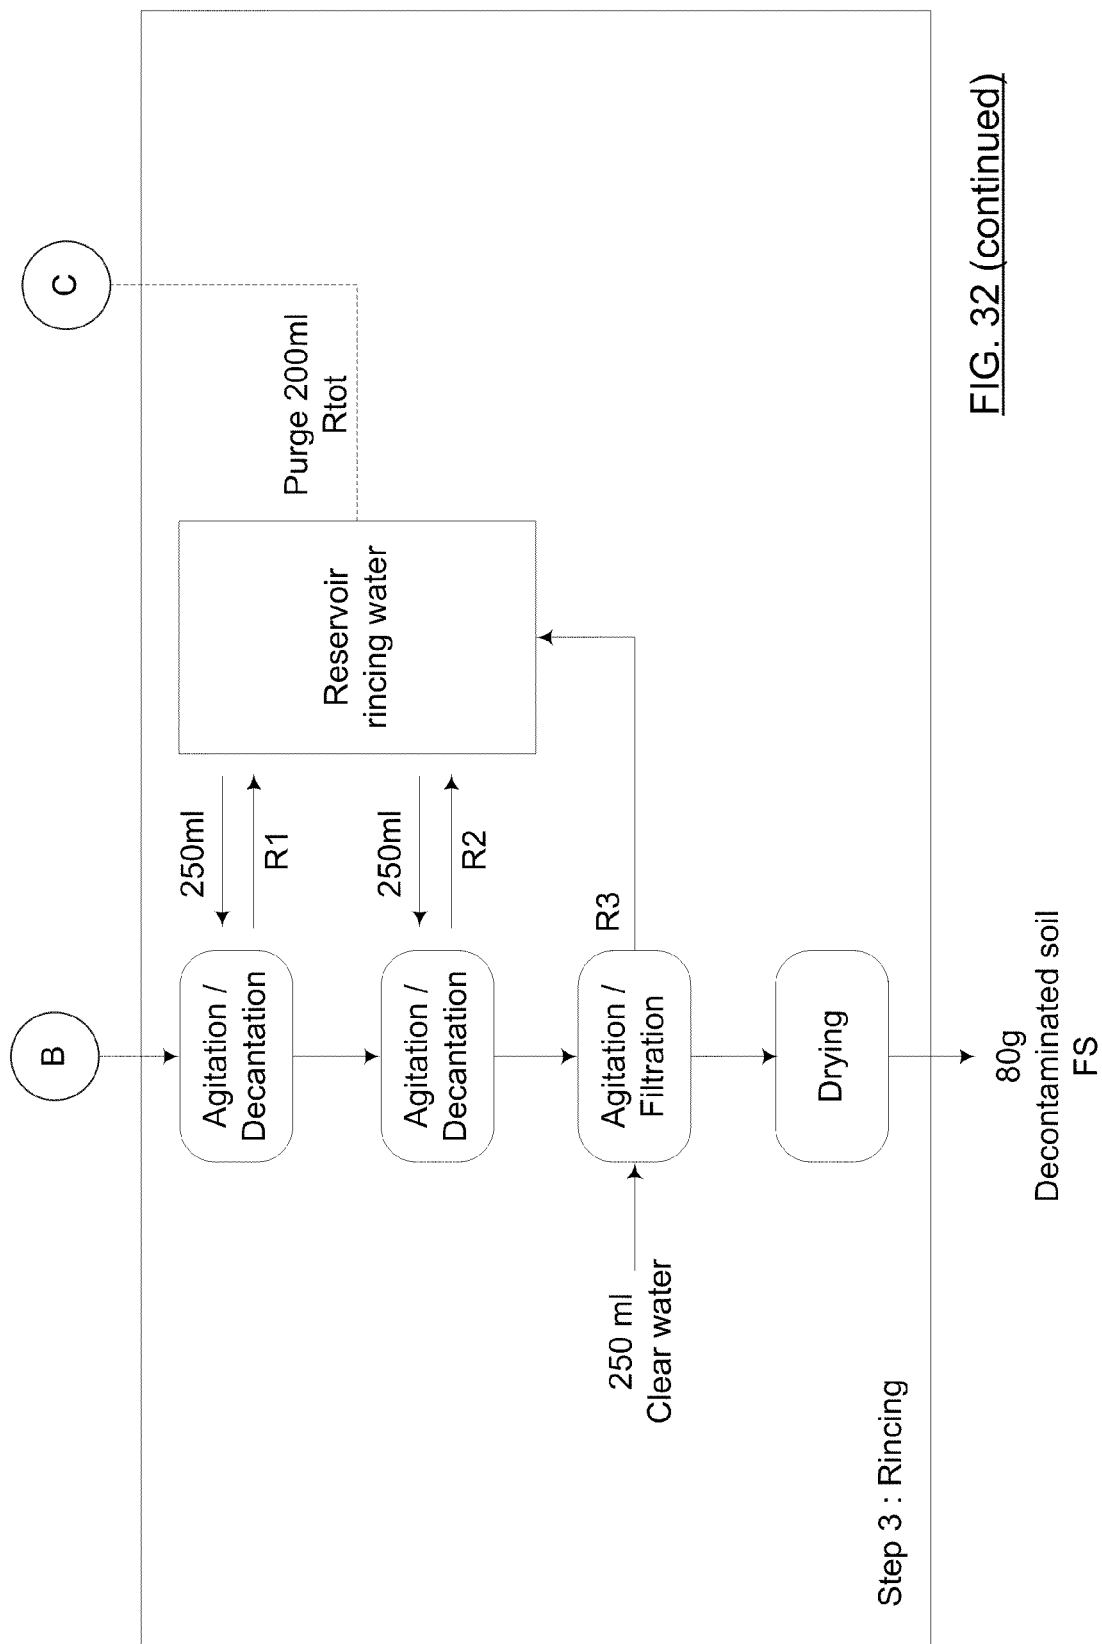 B
C
Agitation /
Decantation
250ml
R1
Reservoir
rincing water
Purge 200ml
Rtot
Agitation /
Decantation
250ml
R2
250 ml
Clear water
Agitation /
Filtration
R3
Drying
Step 3 : Rincing
80g
Decontaminated soil
FS
FIG. 32 (continued)